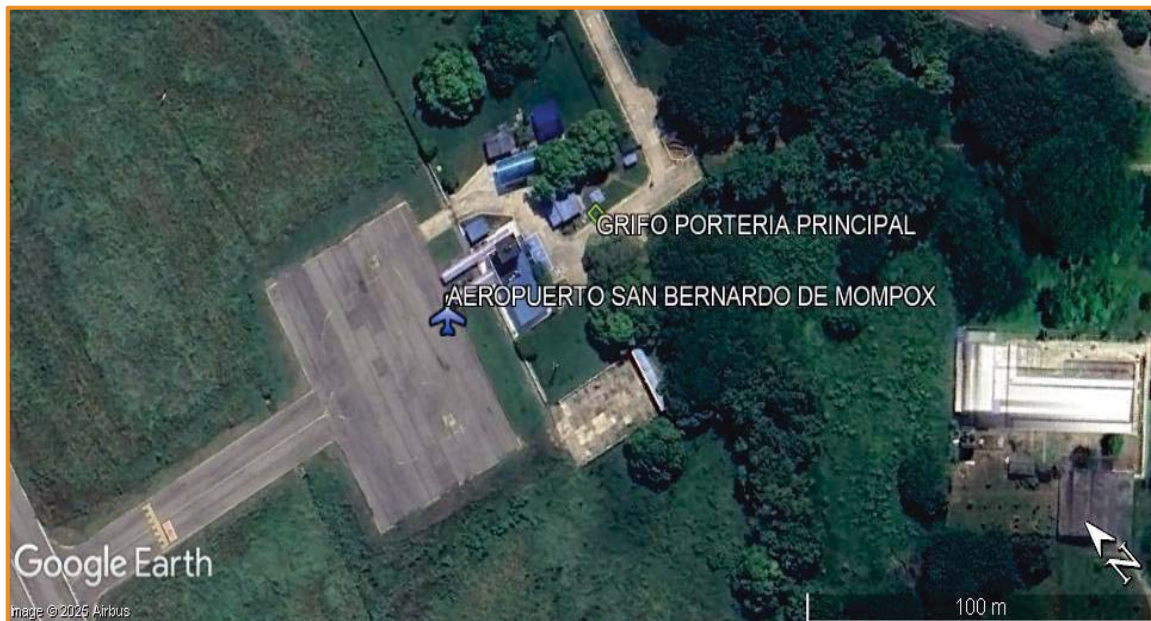 GRIFO PORTERIA PRINCIPAL
AEROPUERTO SAN BERNARDO DE MOMPOX
Google Earth
Image © 2025 Airbus
100 m
N